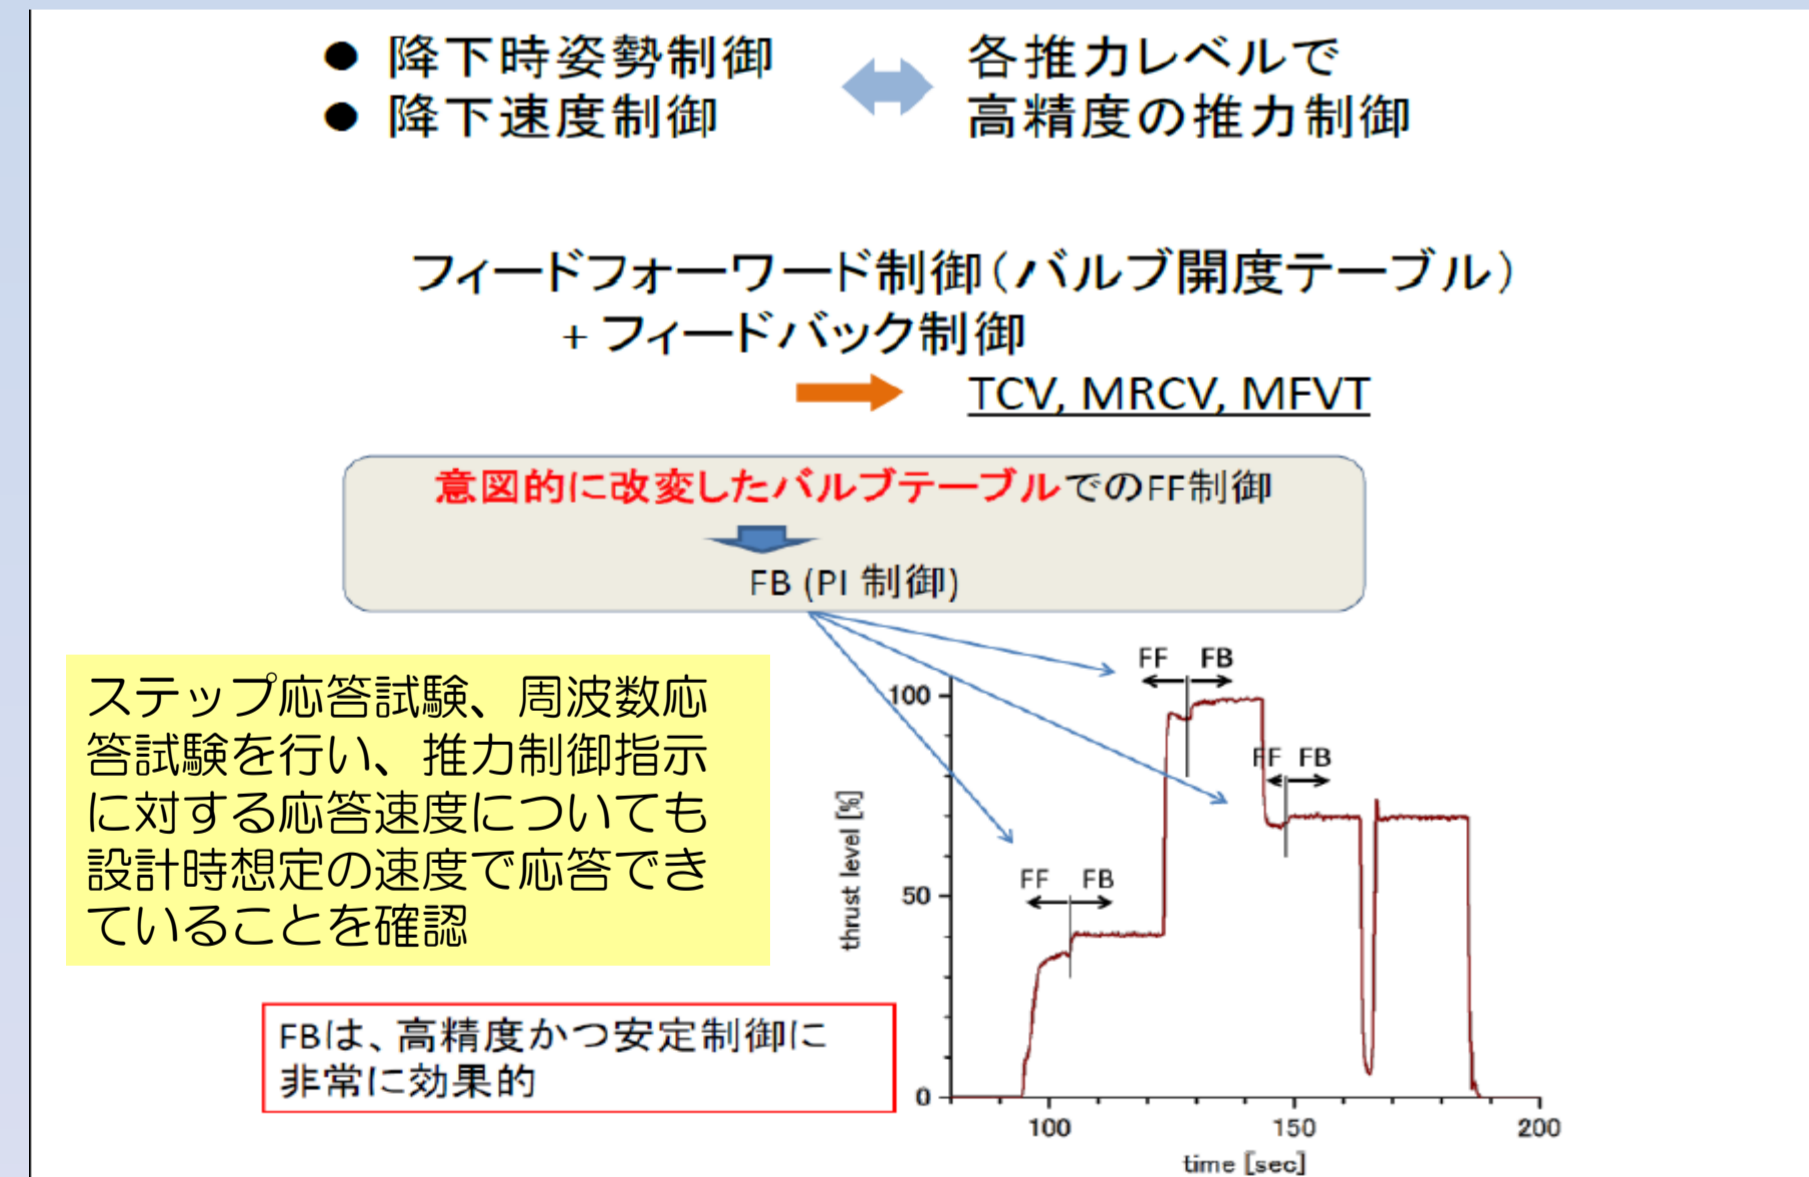 ● 降下時姿勢制御
● 降下速度制御
各推力レベルで
高精度の推力制御
フィードフォーワード制御（バルブ開度テーブル）
+ フィードバック制御
TCV, MRCV, MFVT
意図的に改変したバルブテーブルでのFF制御
FB (PI 制御)
ステップ応答試験、周波数応
答試験を行い、推力制御指示
に対する応答速度についても
設計時想定の速度で応答でき
ていることを確認
FBは、高精度かつ安定制御に
非常に効果的
FF FB
FF FB
FF FB
thrust level [%]
100
50
0
100 150 200
time [sec]